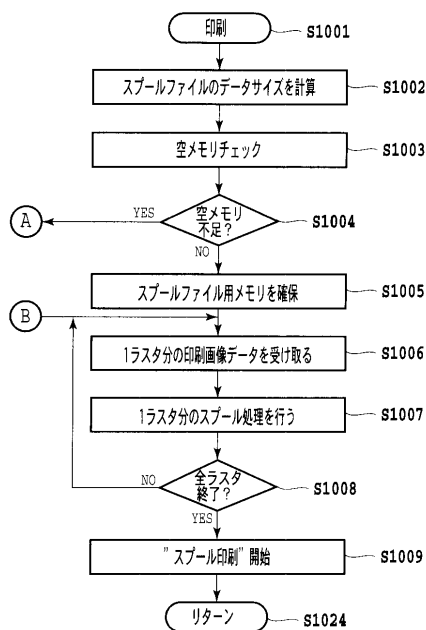 印刷 S1001
スプールファイルのデータサイズを計算 S1002
空メモリチェック S1003
A YES 空メモリ
不足? S1004
NO
スプールファイル用メモリを確保 S1005
B
1ラスタ分の印刷画像データを受け取る S1006
1ラスタ分のスプール処理を行う S1007
NO 全ラスタ
終了? S1008
YES
”スプール印刷”開始 S1009
リターン S1024